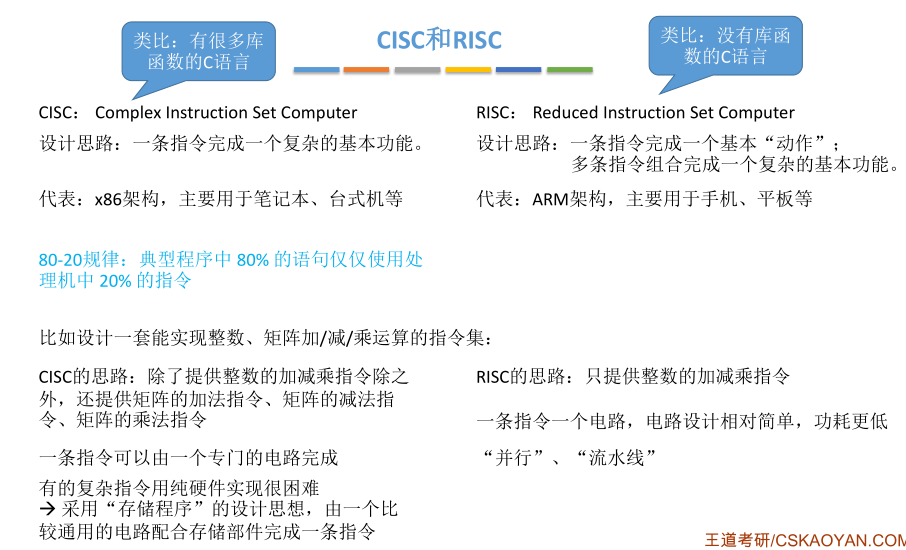 类比：有很多库
函数的C语言
CISC和RISC
类比：没有库函
数的C语言
CISC： Complex Instruction Set Computer
设计思路：一条指令完成一个复杂的基本功能。
代表：x86架构，主要用于笔记本、台式机等
80-20规律：典型程序中 80% 的语句仅仅使用处
理机中 20% 的指令
RISC： Reduced Instruction Set Computer
设计思路：一条指令完成一个基本“动作”；
多条指令组合完成一个复杂的基本功能。
代表：ARM架构，主要用于手机、平板等
比如设计一套能实现整数、矩阵加/减/乘运算的指令集：
CISC的思路：除了提供整数的加减乘指令除之
外，还提供矩阵的加法指令、矩阵的减法指
令、矩阵的乘法指令
一条指令可以由一个专门的电路完成
有的复杂指令用纯硬件实现很困难
→ 采用“存储程序”的设计思想，由一个比
较通用的电路配合存储部件完成一条指令
RISC的思路：只提供整数的加减乘指令
一条指令一个电路，电路设计相对简单，功耗更低
“并行”、“流水线”
王道考研/CSKAOYAN.COM